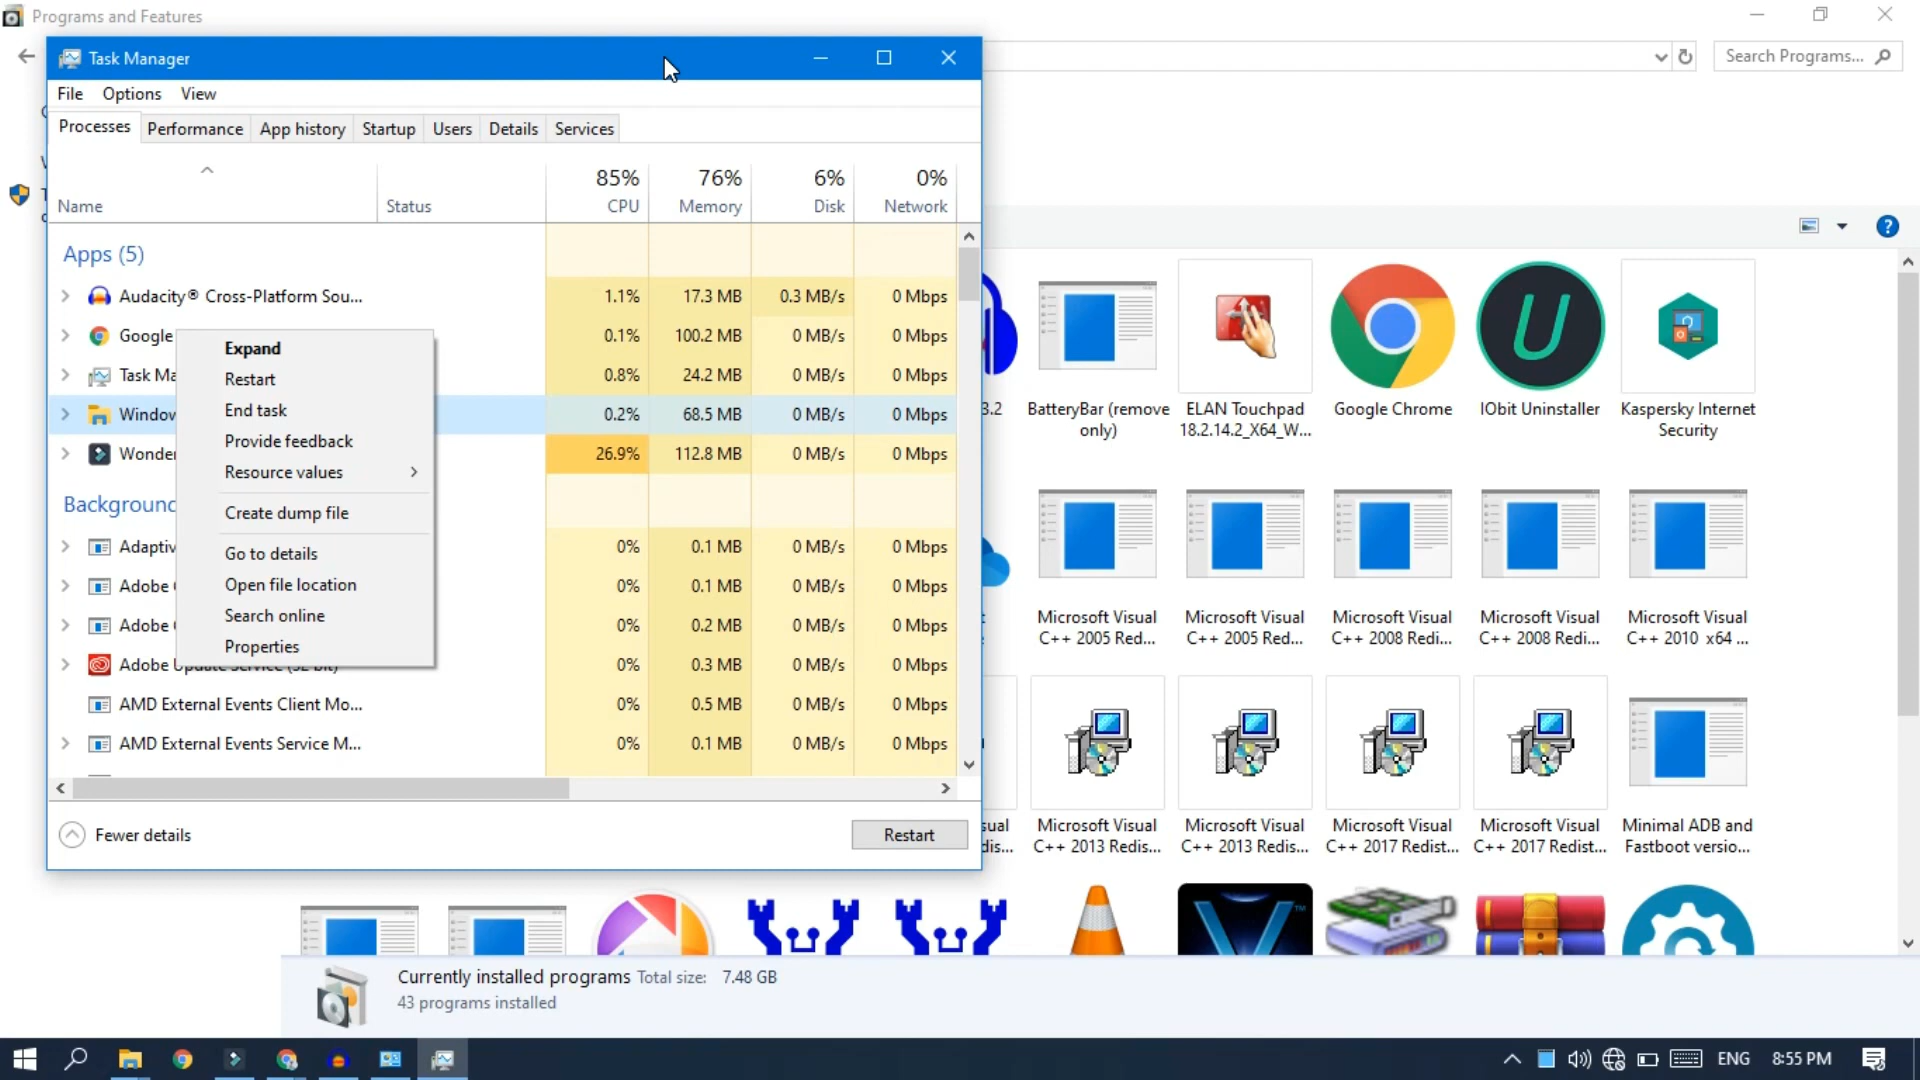 Programs and Features
Search Programs...
Task Manager
File Options View
Processes Performance App history Startup Users Details Services
85% 76% 6% 0%
Name Status CPU Memory Disk Network
Apps (5)
Audacity® Cross-Platform Sou... 1.1% 17.3 MB 0.3 MB/s 0 Mbps
Google 0.1% 100.2 MB 0 MB/s 0 Mbps
Task Ma 0.8% 24.2 MB 0 MB/s 0 Mbps
Window 0.2% 68.5 MB 0 MB/s 0 Mbps
Wonder 26.9% 112.8 MB 0 MB/s 0 Mbps
Background
Adaptiv 0% 0.1 MB 0 MB/s 0 Mbps
Adobe 0% 0.1 MB 0 MB/s 0 Mbps
Adobe 0% 0.2 MB 0 MB/s 0 Mbps
Adobe Update Service (32 bit) 0% 0.3 MB 0 MB/s 0 Mbps
AMD External Events Client Mo... 0% 0.5 MB 0 MB/s 0 Mbps
AMD External Events Service M... 0% 0.1 MB 0 MB/s 0 Mbps
Expand
Restart
End task
Provide feedback
Resource values
Create dump file
Go to details
Open file location
Search online
Properties
Fewer details
Restart
3.2
BatteryBar (remove
only)
ELAN Touchpad
18.2.14.2_X64_W...
Google Chrome
IObit Uninstaller
Kaspersky Internet
Security
Microsoft Visual
C++ 2005 Red...
Microsoft Visual
C++ 2005 Red...
Microsoft Visual
C++ 2008 Redi...
Microsoft Visual
C++ 2008 Redi...
Microsoft Visual
C++ 2010 x64 ...
sual
dis...
Microsoft Visual
C++ 2013 Redis...
Microsoft Visual
C++ 2013 Redis...
Microsoft Visual
C++ 2017 Redist...
Microsoft Visual
C++ 2017 Redist...
Minimal ADB and
Fastboot versio...
Currently installed programs Total size: 7.48 GB
43 programs installed
ENG 8:55 PM